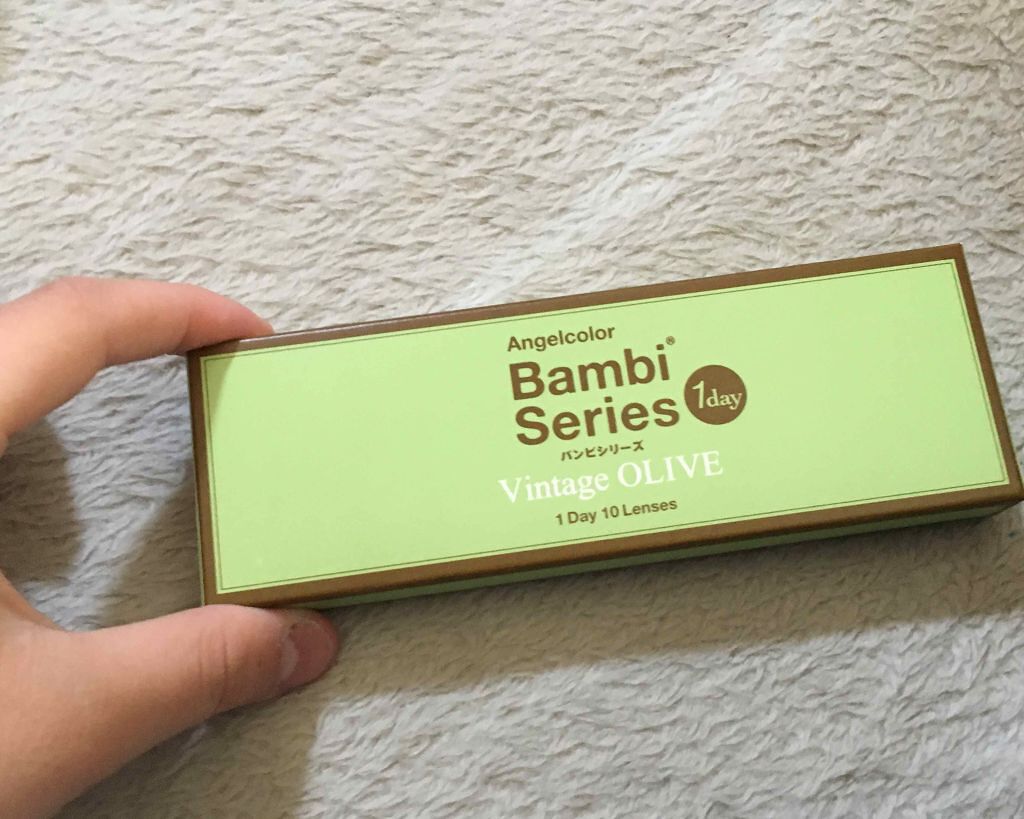 Angelcolor
Bambi®
Series 1day
バンビシリーズ
Vintage OLIVE
1 Day 10 Lenses